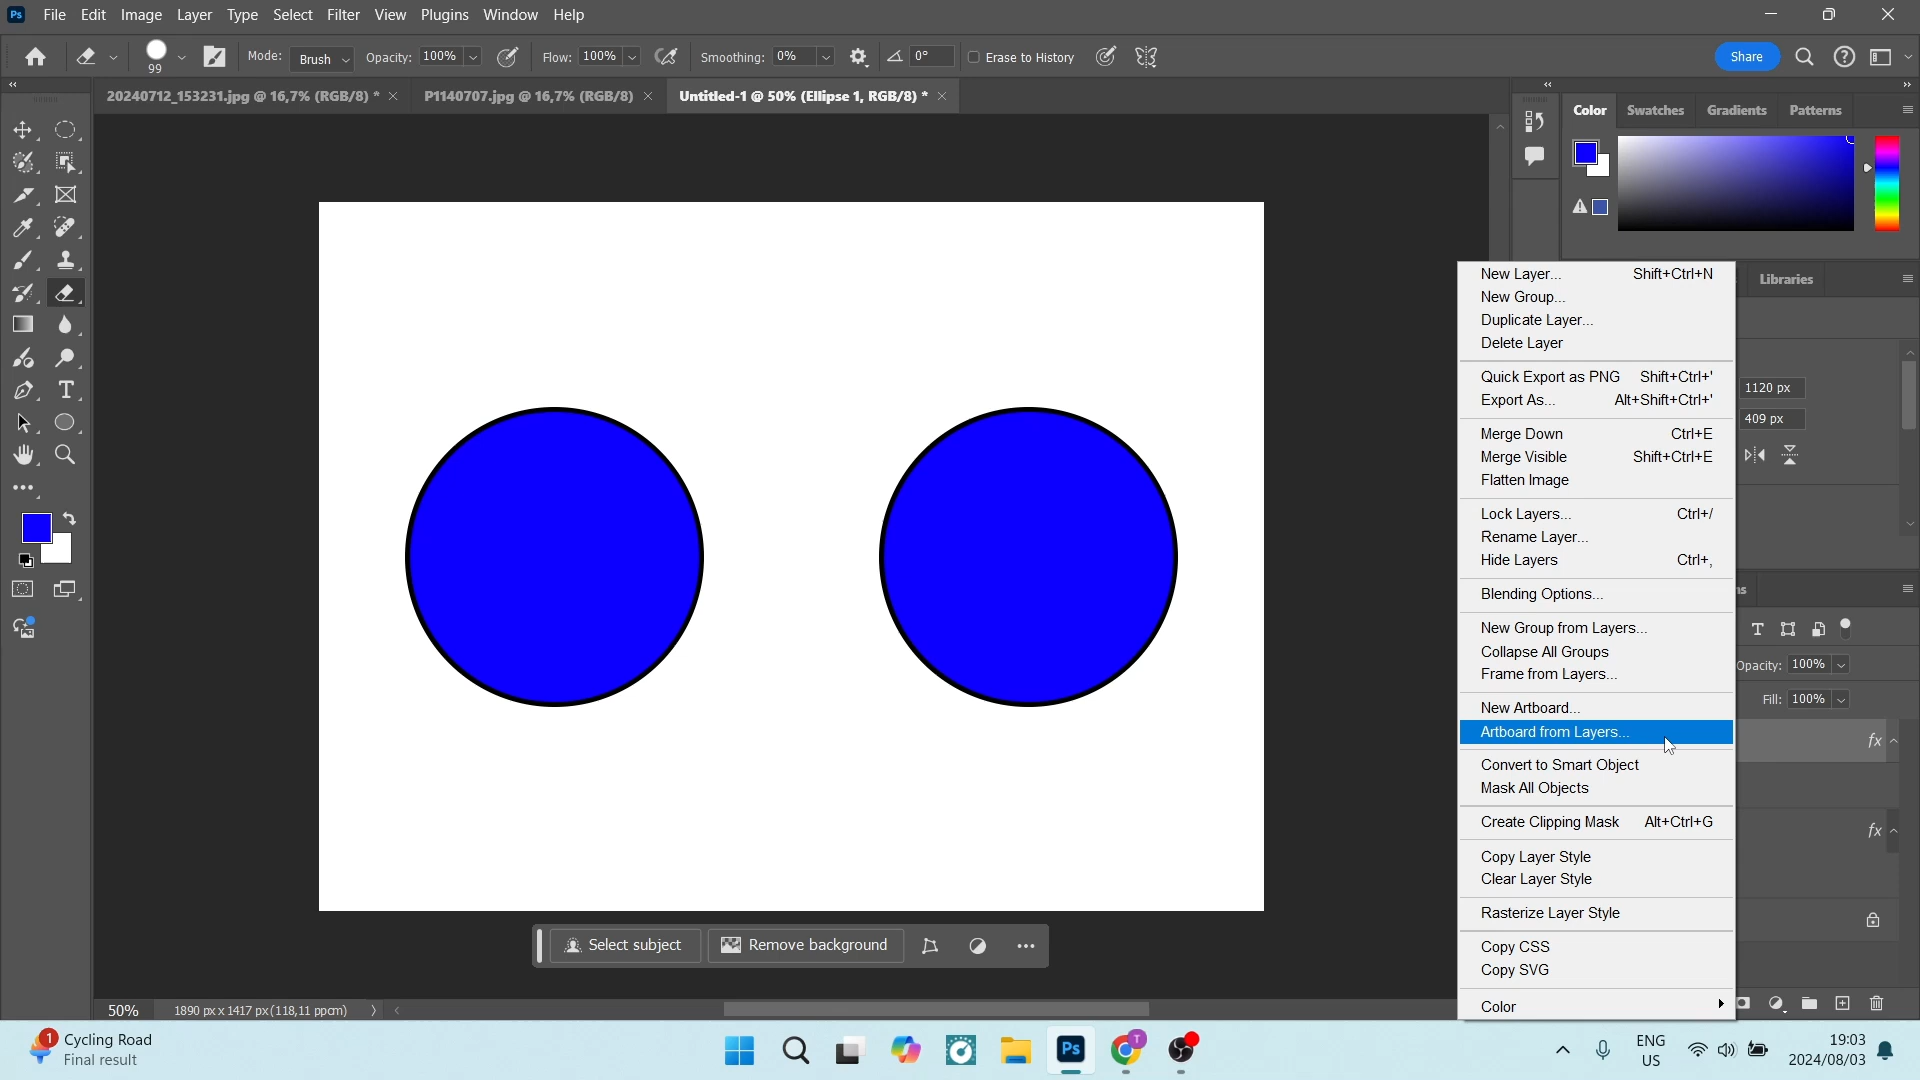 Ps File Edit Image Layer Type Select Filter View Plugins Window Help
99 Mode: Brush Opacity: 100% Flow: 100% Smoothing: 0% 0° Erase to History Share
20240712_153231.jpg @ 16,7% (RGB/8) * P1140707.jpg @ 16,7% (RGB/8) Untitled-1 @ 50% (Ellipse 1, RGB/8) *
Color Swatches Gradients Patterns
Libraries
1120 px
409 px
Opacity: 100%
Fill: 100%
fx
fx
New Layer... Shift+Ctrl+N
New Group...
Duplicate Layer...
Delete Layer
Quick Export as PNG Shift+Ctrl+'
Export As... Alt+Shift+Ctrl+'
Merge Down Ctrl+E
Merge Visible Shift+Ctrl+E
Flatten Image
Lock Layers... Ctrl+/
Rename Layer...
Hide Layers Ctrl+,
Blending Options...
New Group from Layers...
Collapse All Groups
Frame from Layers...
New Artboard...
Artboard from Layers...
Convert to Smart Object
Mask All Objects
Create Clipping Mask Alt+Ctrl+G
Copy Layer Style
Clear Layer Style
Rasterize Layer Style
Copy CSS
Copy SVG
Color
Select subject Remove background
50% 1890 px x 1417 px (118,11 ppcm)
1 Cycling Road
Final result
Ps
T
ENG
US
19:03
2024/08/03